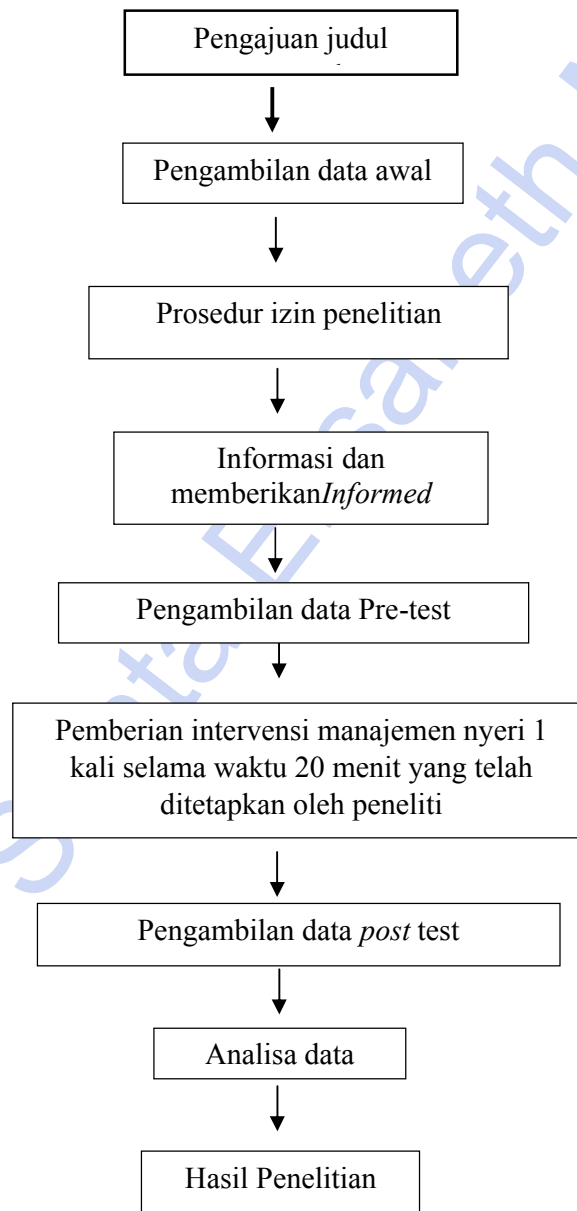 Pengajuan judul
Pengambilan data awal
Prosedur izin penelitian
Informasi dan
memberikanInformed
Pengambilan data Pre-test
Pemberian intervensi manajemen nyeri 1
kali selama waktu 20 menit yang telah
ditetapkan oleh peneliti
Pengambilan data post test
Analisa data
Hasil Penelitian